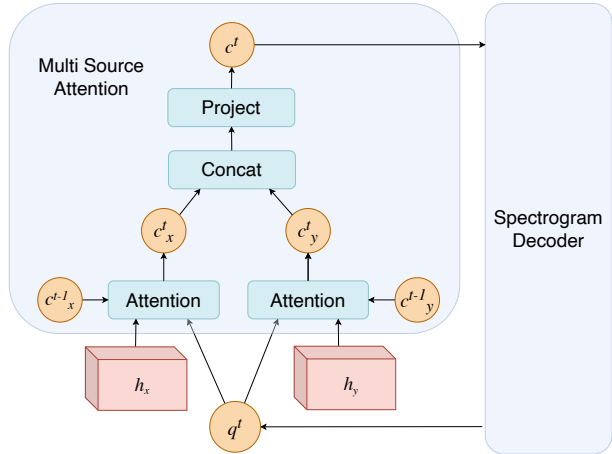 Multi Source
Attention
c^t
Project
Concat
c^t_x
c^t_y
Spectrogram
Decoder
c^{t-1}_x
Attention
Attention
c^{t-1}_y
h_x
h_y
q^t